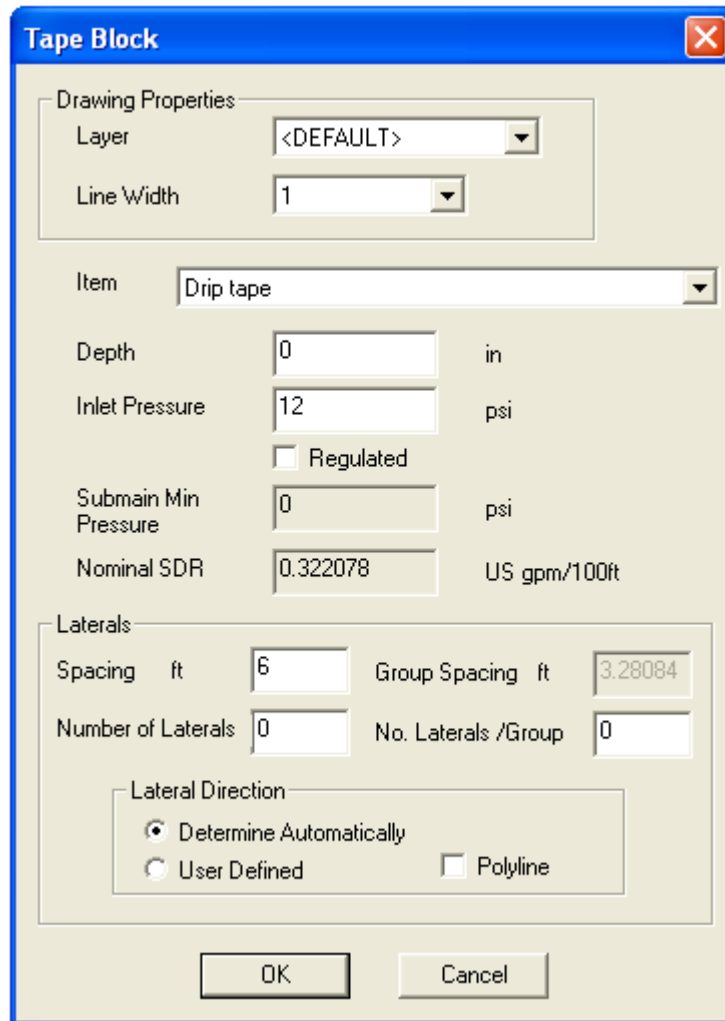 Tape Block
Drawing Properties
Layer <DEFAULT>
Line Width 1
Item Drip tape
Depth 0 in
Inlet Pressure 12 psi
Regulated
Submain Min
Pressure 0 psi
Nominal SDR 0.322078 US gpm/100ft
Laterals
Spacing ft 6 Group Spacing ft 3.28084
Number of Laterals 0 No. Laterals /Group 0
Lateral Direction
Determine Automatically
User Defined Polyline
OK Cancel